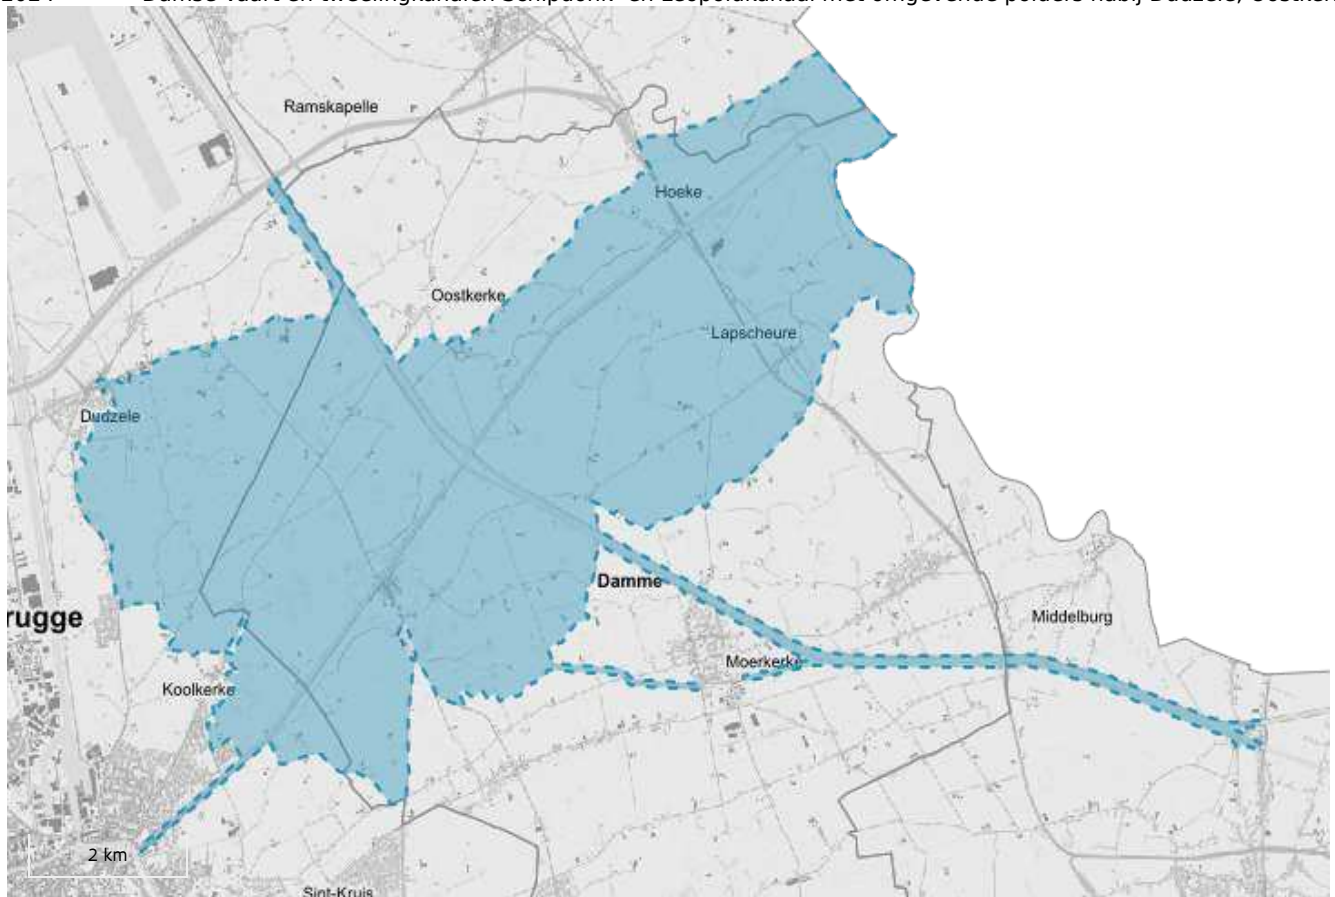 Damse vaart en tweelingkanalen Schipdonk- en Leopoldkanaal met omgevende polders nabij Dudzele,
Ramskapelle
Hoeke
Oostkerke
Lapscheure
Dudzele
Damme
rugge
Middelburg
Moerkerke
Koolkerke
2 km
Sint-Kruis